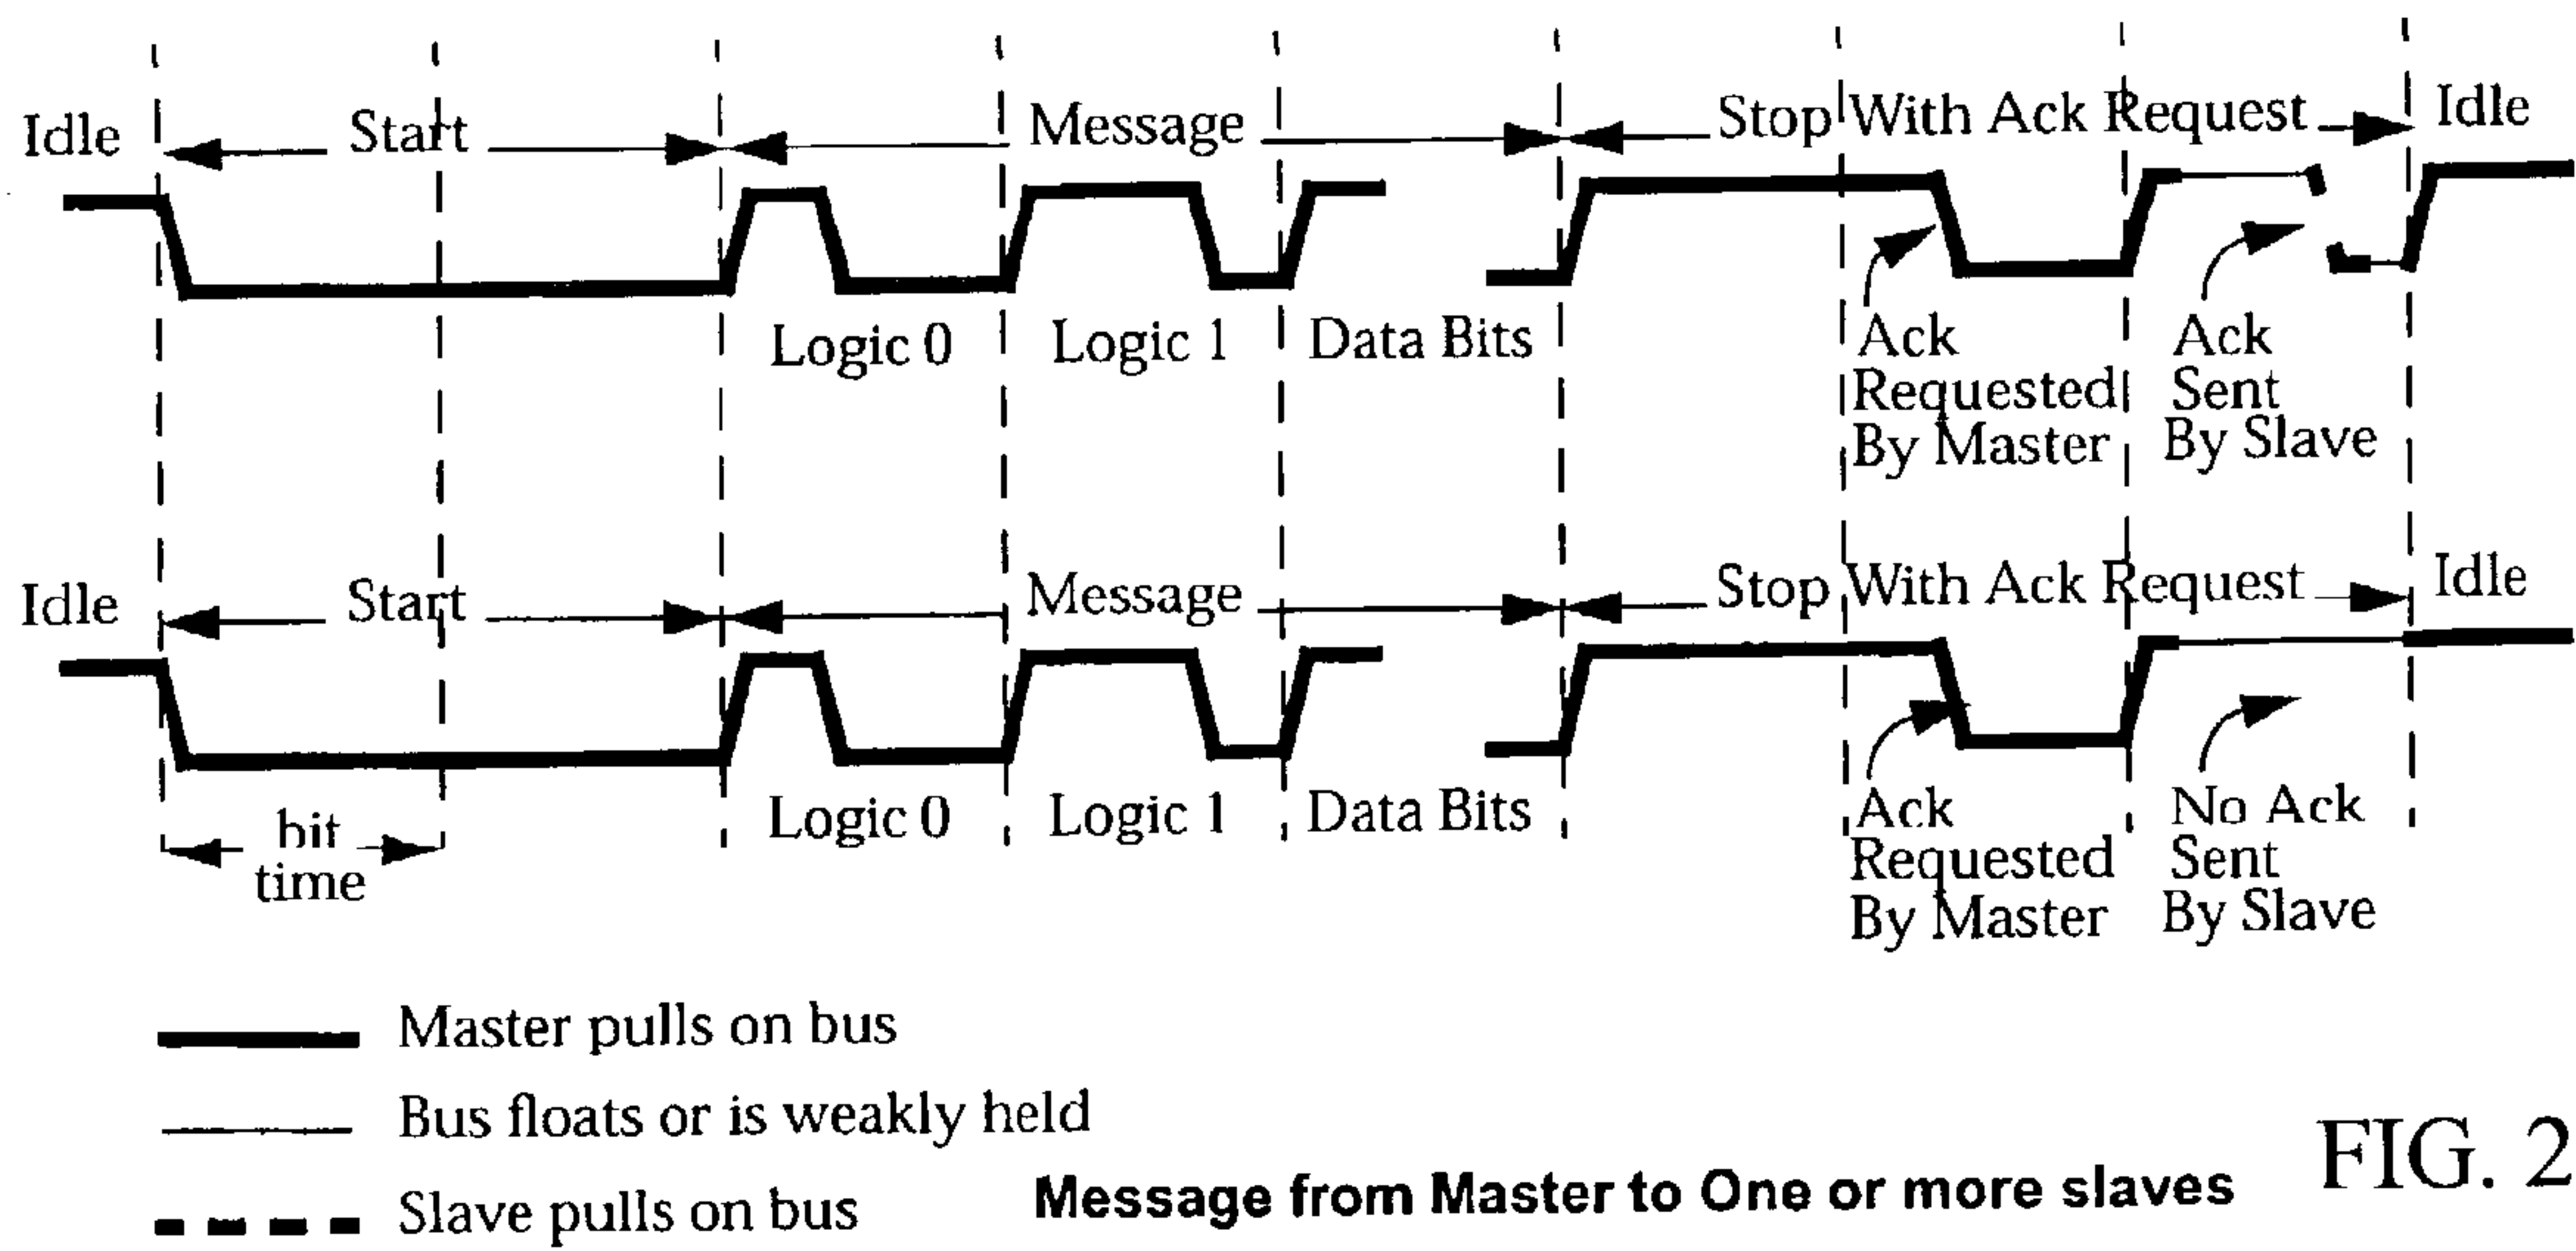 Idle Start Message Stop With Ack Request Idle
Logic 0 Logic 1 Data Bits
Ack
Requested
By Master
Ack
Sent
By Slave
Idle Start Message Stop With Ack Request Idle
Logic 0 Logic 1 Data Bits
Ack
Requested
By Master
No Ack
Sent
By Slave
bit
time
Master pulls on bus
Bus floats or is weakly held
Slave pulls on bus
Message from Master to One or more slaves
FIG. 2